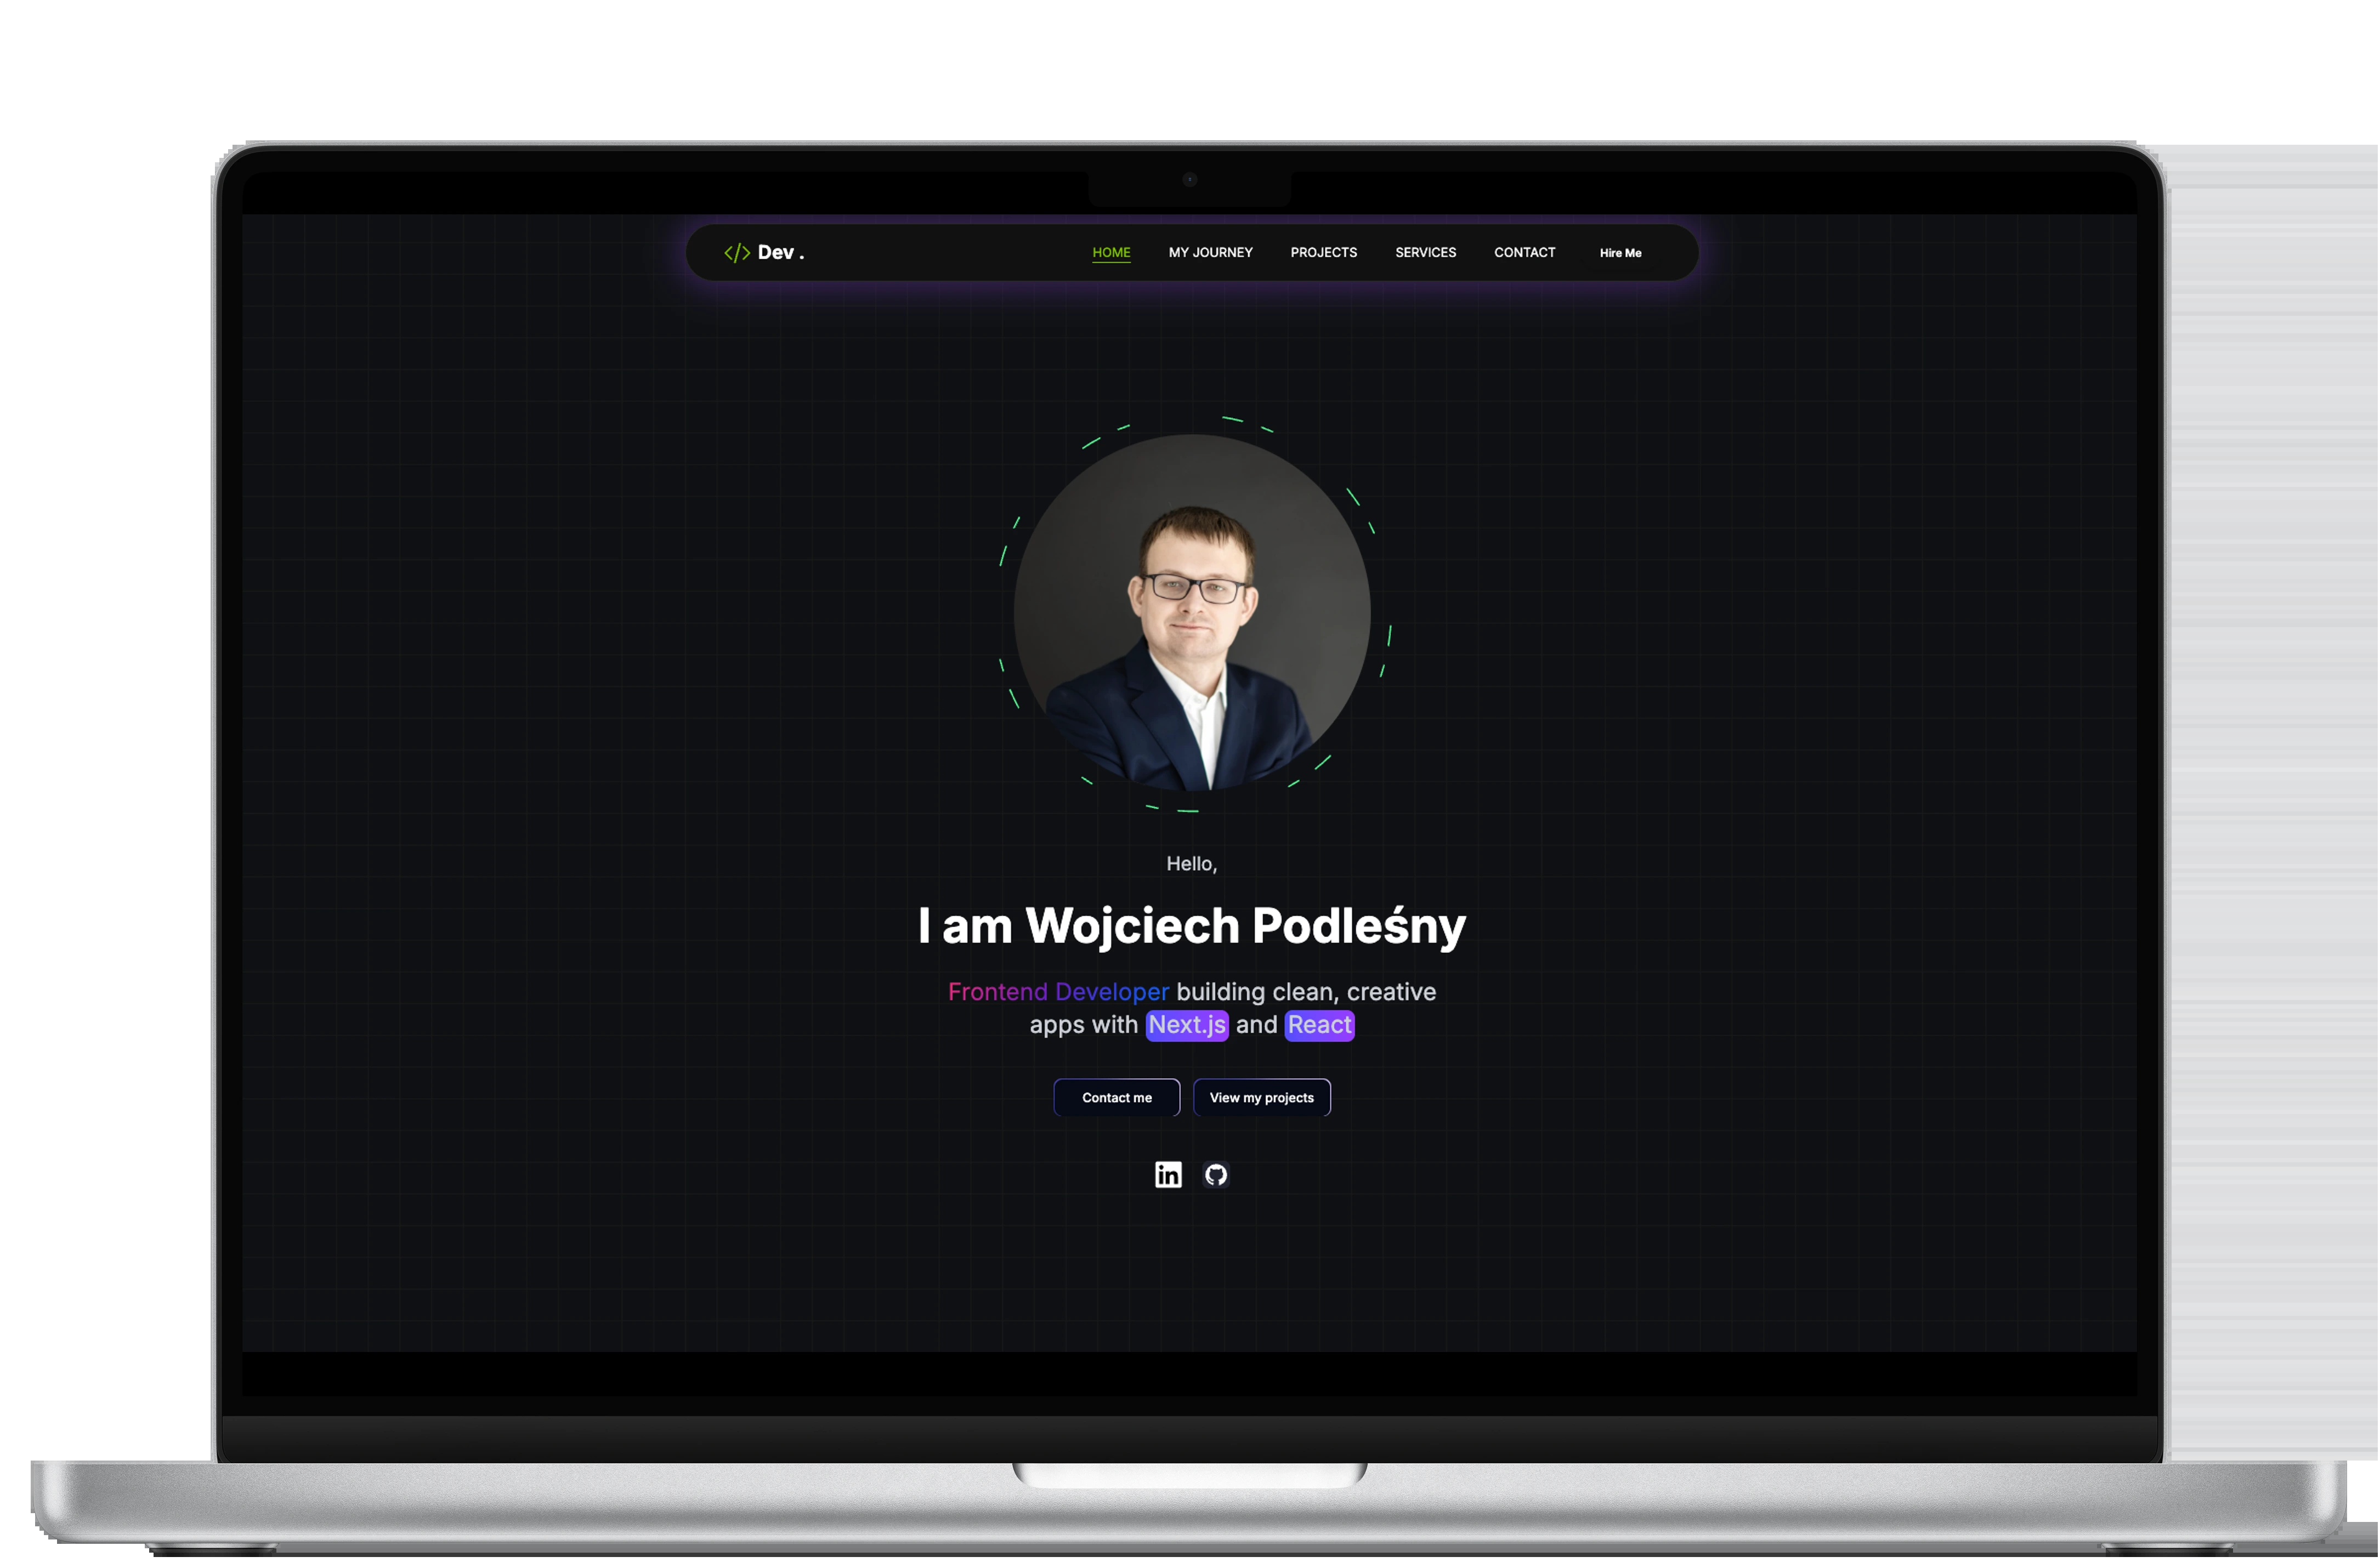 </> Dev .
HOME MY JOURNEY PROJECTS SERVICES CONTACT Hire Me
Hello,
I am Wojciech Podleśny
Frontend Developer building clean, creative
apps with Next.js and React
Contact me View my projects
in